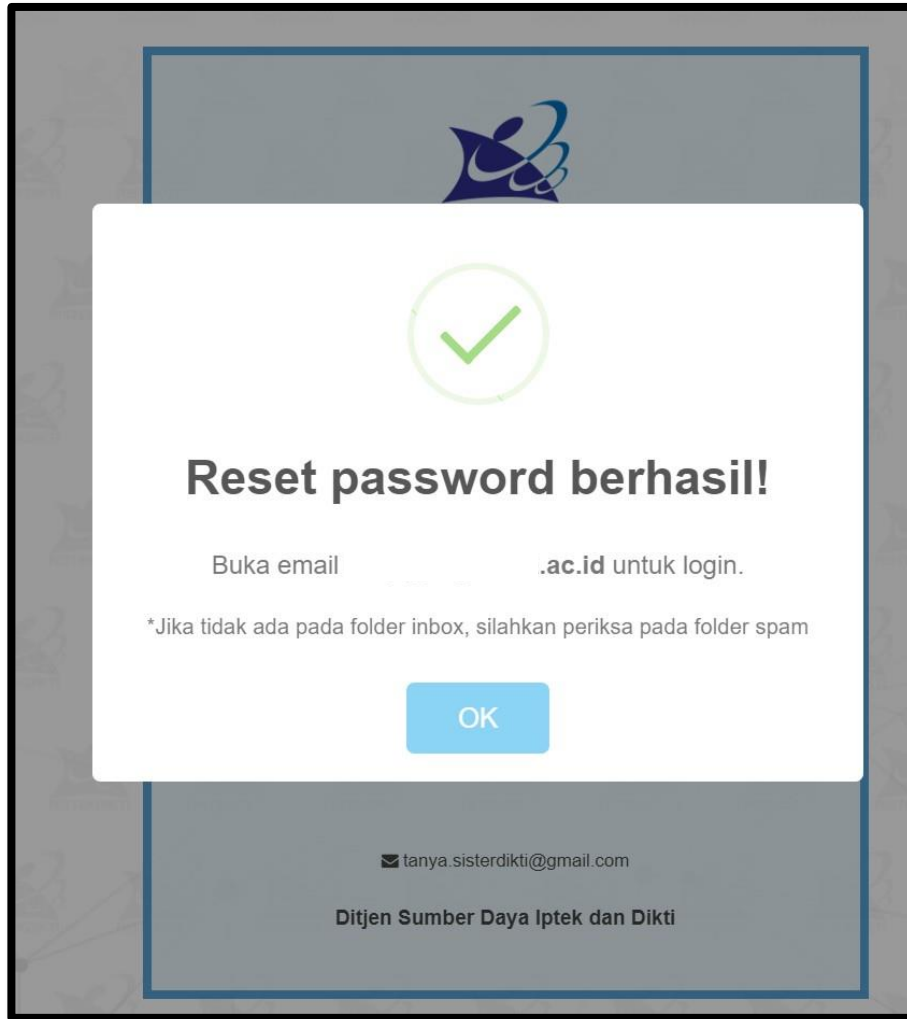 Reset password berhasil!
Buka email .ac.id untuk login.
*Jika tidak ada pada folder inbox, silahkan periksa pada folder spam
OK
tanya.sisterdikti@gmail.com
Ditjen Sumber Daya Iptek dan Dikti